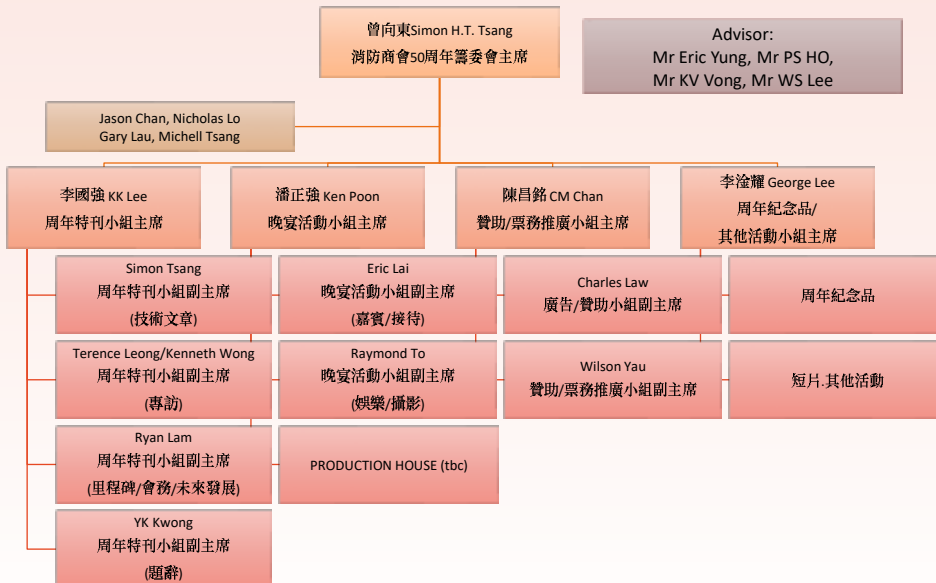 曾向東Simon H.T. Tsang
消防商會50周年籌委會主席
Advisor:
Mr Eric Yung, Mr PS HO,
Mr KV Vong, Mr WS Lee
Jason Chan, Nicholas Lo
Gary Lau, Michell Tsang
李國強 KK Lee
周年特刊小組主席
潘正強 Ken Poon
晚宴活動小組主席
陳昌銘 CM Chan
贊助/票務推廣小組主席
李淦耀 George Lee
周年紀念品/
其他活動小組主席
Simon Tsang
周年特刊小組副主席
(技術文章)
Eric Lai
晚宴活動小組副主席
(嘉賓/接待)
Charles Law
廣告/贊助小組副主席
周年紀念品
Terence Leong/Kenneth Wong
周年特刊小組副主席
(專訪)
Raymond To
晚宴活動小組副主席
(娛樂/攝影)
Wilson Yau
贊助/票務推廣小組副主席
短片.其他活動
Ryan Lam
周年特刊小組副主席
(里程碑/會務/未來發展)
PRODUCTION HOUSE (tbc)
YK Kwong
周年特刊小組副主席
(題辭)